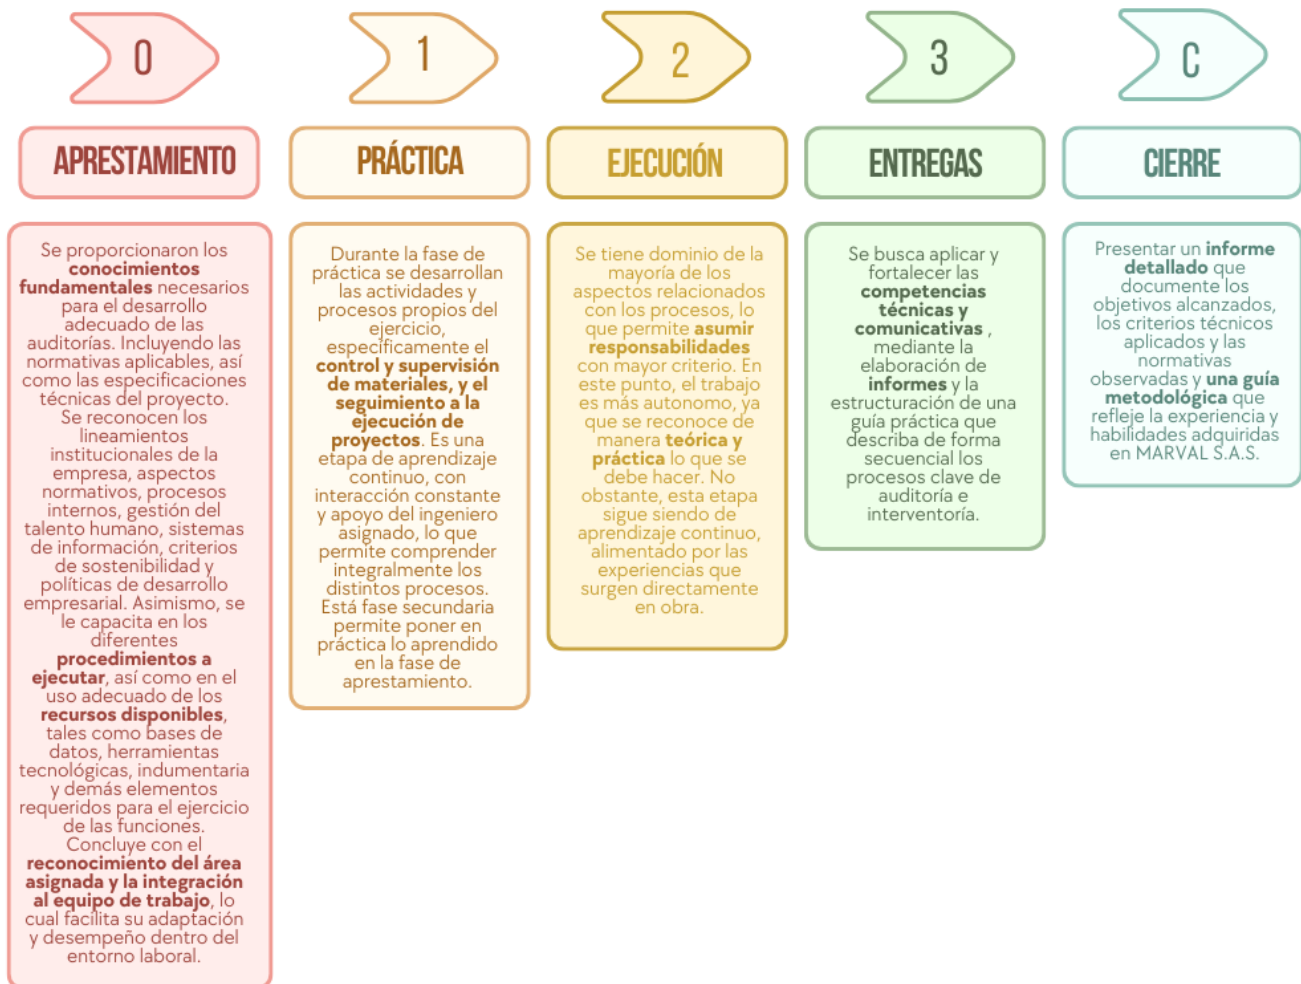 0
APRESTAMIENTO
Se proporcionaron los
conocimientos
fundamentales necesarios
para el desarrollo
adecuado de las
auditorías. Incluyendo las
normativas aplicables, así
como las especificaciones
técnicas del proyecto.
Se reconocen los
lineamientos
institucionales de la
empresa, aspectos
normativos, procesos
internos, gestión del
talento humano, sistemas
de información, criterios
de sostenibilidad y
políticas de desarrollo
empresarial. Asimismo, se
le capacita en los
diferentes
procedimientos a
ejecutar, así como en el
uso adecuado de los
recursos disponibles,
tales como bases de
datos, herramientas
tecnológicas, indumentaria
y demás elementos
requeridos para el ejercicio
de las funciones.
Concluye con el
reconocimiento del área
asignada y la integración
al equipo de trabajo, lo
cual facilita su adaptación
y desempeño dentro del
entorno laboral.
1
PRÁCTICA
Durante la fase de
práctica se desarrollan
las actividades y
procesos propios del
ejercicio,
específicamente el
control y supervisión
de materiales, y el
seguimiento a la
ejecución de
proyectos. Es una
etapa de aprendizaje
continuo, con
interacción constante
y apoyo del ingeniero
asignado, lo que
permite comprender
integralmente los
distintos procesos.
Está fase secundaria
permite poner en
práctica lo aprendido
en la fase de
aprestamiento.
2
EJECUCIÓN
Se tiene dominio de la
mayoría de los
aspectos relacionados
con los procesos, lo
que permite asumir
responsabilidades
con mayor criterio. En
este punto, el trabajo
es más autonomo, ya
que se reconoce de
manera teórica y
práctica lo que se
debe hacer. No
obstante, esta etapa
sigue siendo de
aprendizaje continuo,
alimentado por las
experiencias que
surgen directamente
en obra.
3
ENTREGAS
Se busca aplicar y
fortalecer las
competencias
técnicas y
comunicativas ,
mediante la
elaboración de
informes y la
estructuración de una
guía práctica que
describa de forma
secuencial los
procesos clave de
auditoría e
interventoría.
C
CIERRE
Presentar un informe
detallado que
documente los
objetivos alcanzados,
los criterios técnicos
aplicados y las
normativas
observadas y una guía
metodológica que
refleje la experiencia y
habilidades adquiridas
en MARVAL S.A.S.